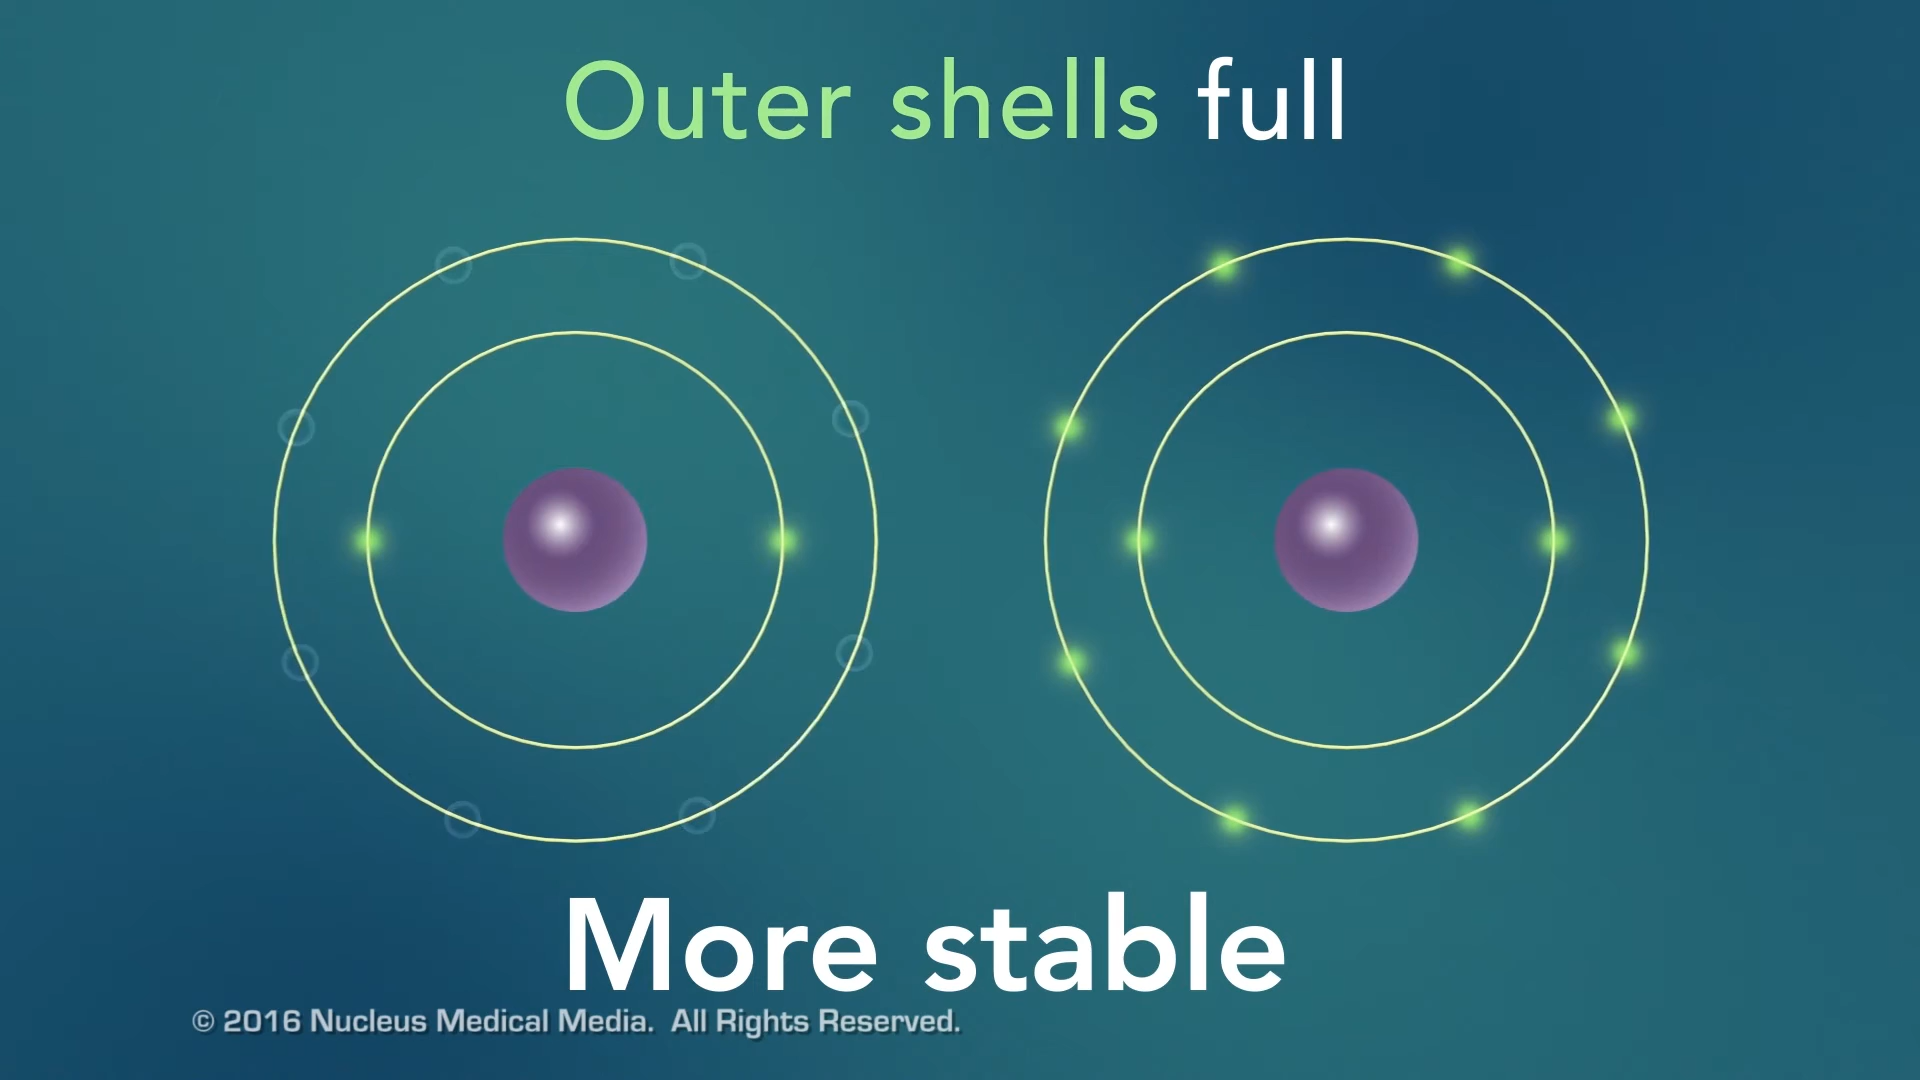 Outer shells full
More stable
© 2016 Nucleus Medical Media. All Rights Reserved.